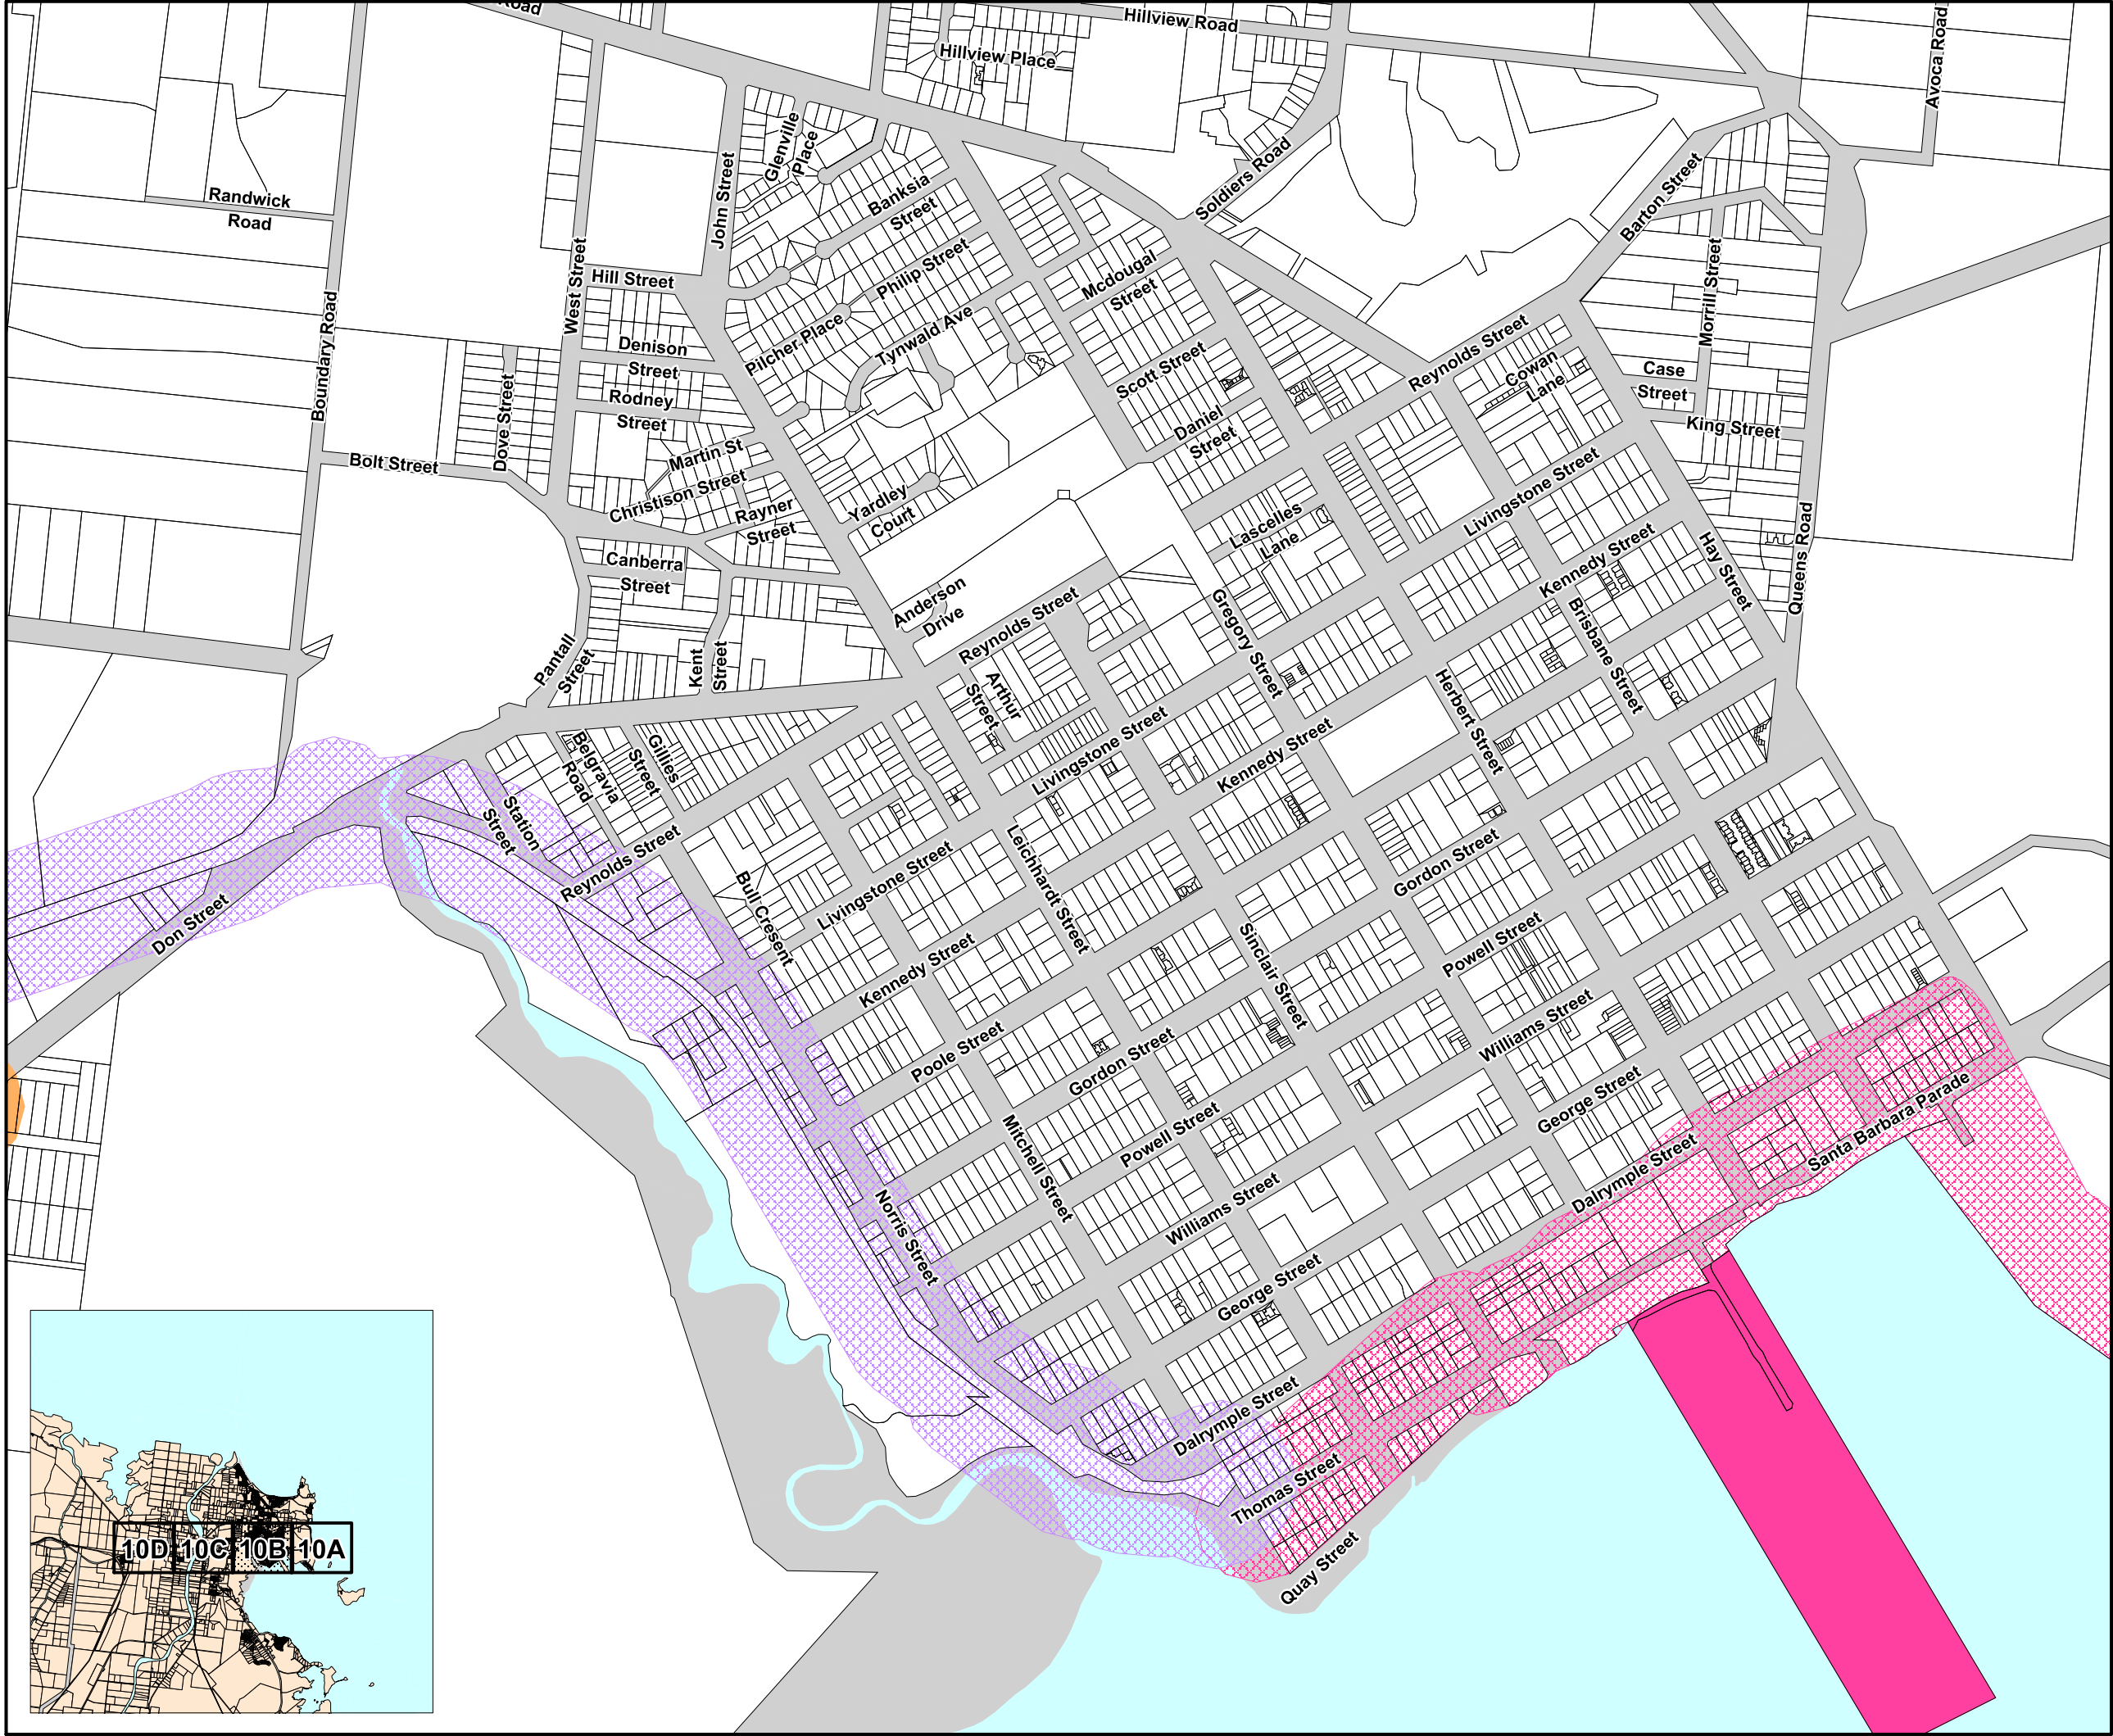 Road
Hillview Road
Hillview Place
Avoca Road
Glenville
Place
John Street
Soldiers Road
Barton Street
Banksia
Street
Randwick
Road
West Street
Hill Street
Philip Street
Mcdougal
Street
Morrill Street
Boundary Road
Denison
Street
Pilcher Place
Tynwald Ave
Scott Street
Reynolds Street
Cowan
Lane
Case
Street
Rodney
Street
Dove Street
Daniel
Street
King Street
Bolt Street
Martin St
Christison Street
Rayner
Street
Yardley
Court
Lascelles
Lane
Livingstone Street
Kennedy Street
Hay Street
Queens Road
Canberra
Street
Anderson
Drive
Reynolds Street
Gregory Street
Brisbane Street
Pantall
Street
Kent
Street
Arthur
Street
Herbert Street
Belgravia
Road
Gillies
Street
Livingstone Street
Kennedy Street
Station
Street
Reynolds Street
Bull Cresent
Livingstone Street
Leichhardt Street
Gordon Street
Don Street
Kennedy Street
Sinclair Street
Powell Street
Poole Street
Gordon Street
Williams Street
Mitchell Street
Powell Street
George Street
Santa Barbara Parade
Norris Street
Williams Street
Dalrymple Street
George Street
Dalrymple Street
Thomas Street
Quay Street
10D
10C
10B
10A